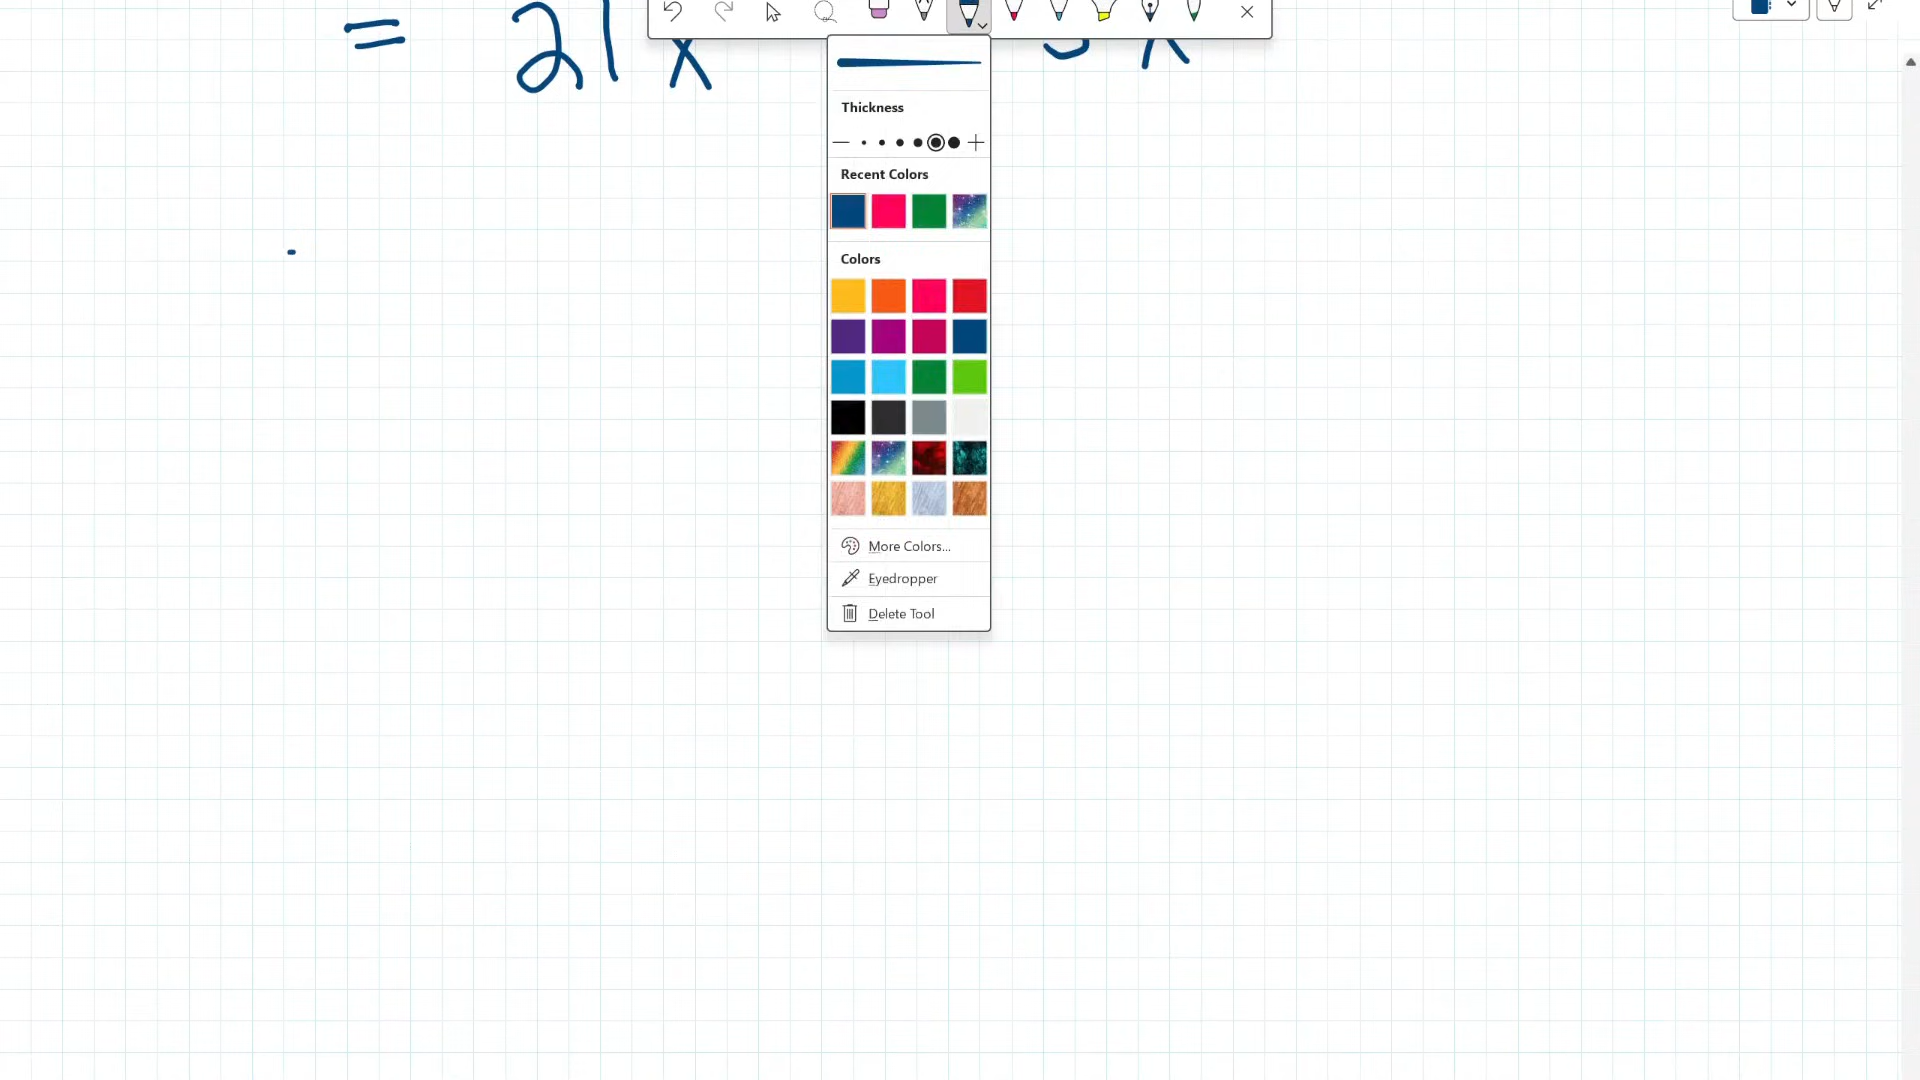 = 21 x
Thickness
Recent Colors
Colors
More Colors...
Eyedropper
Delete Tool